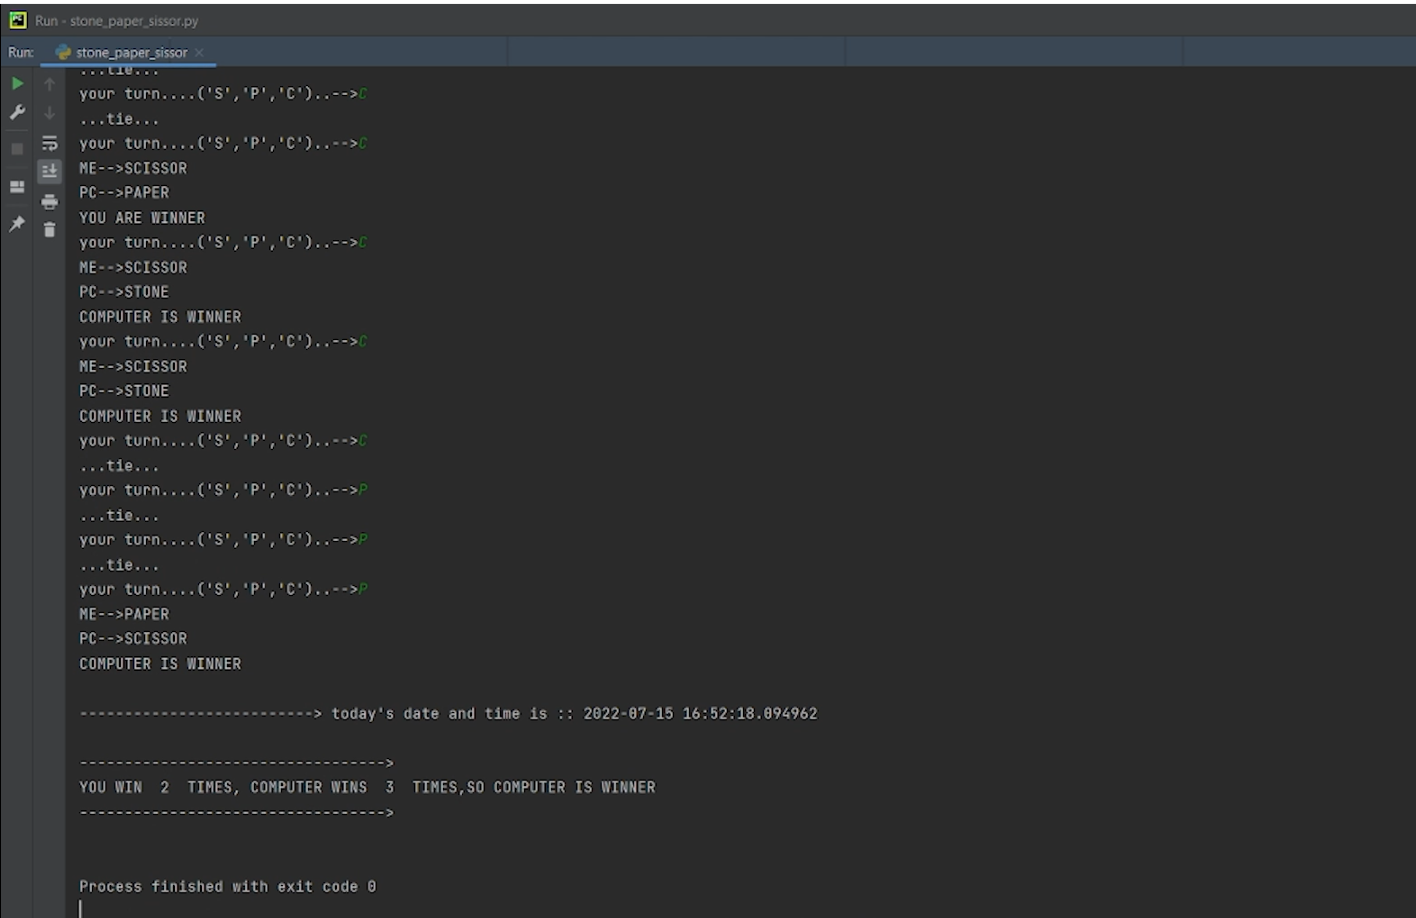 Run - stone_paper_sissor.py
Run: stone_paper_sissor ×
...tie...
your turn....('S','P','C')..-->C
...tie...
your turn....('S','P','C')..-->C
ME-->SCISSOR
PC-->PAPER
YOU ARE WINNER
your turn....('S','P','C')..-->C
ME-->SCISSOR
PC-->STONE
COMPUTER IS WINNER
your turn....('S','P','C')..-->C
ME-->SCISSOR
PC-->STONE
COMPUTER IS WINNER
your turn....('S','P','C')..-->C
...tie...
your turn....('S','P','C')..-->P
...tie...
your turn....('S','P','C')..-->P
...tie...
your turn....('S','P','C')..-->P
ME-->PAPER
PC-->SCISSOR
COMPUTER IS WINNER
--------------------------> today's date and time is :: 2022-07-15 16:52:18.094962
---------------------------------->
YOU WIN  2  TIMES, COMPUTER WINS  3  TIMES,SO COMPUTER IS WINNER
---------------------------------->
Process finished with exit code 0